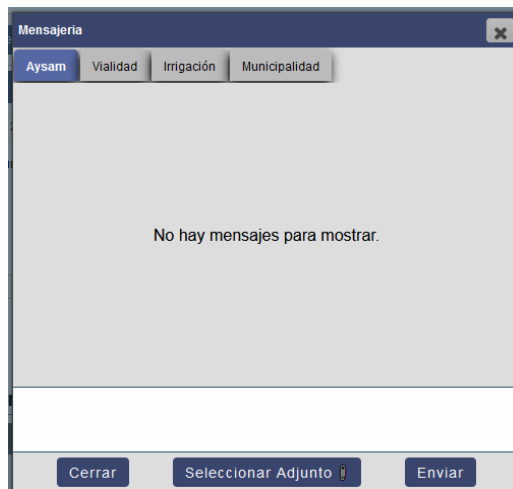 Mensajeria
Aysam Vialidad Irrigación Municipalidad
No hay mensajes para mostrar.
Cerrar Seleccionar Adjunto Enviar